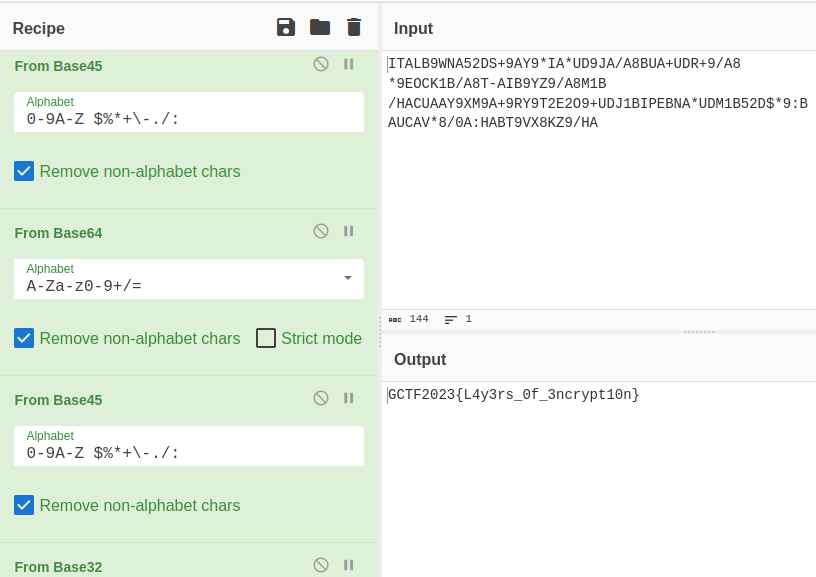 Recipe
From Base45
Alphabet
0-9A-Z $%*+\-./:
Remove non-alphabet chars
From Base64
Alphabet
A-Za-z0-9+/=
Remove non-alphabet chars Strict mode
From Base45
Alphabet
0-9A-Z $%*+\-./:
Remove non-alphabet chars
From Base32
Input
ITALB9WNA52DS+9AY9*IA*UD9JA/A8BUA+UDR+9/A8
*9EOCK1B/A8T-AIB9YZ9/A8M1B
/HACUAAY9XM9A+9RY9T2E2O9+UDJ1BIPEBNA*UDM1B52D$*9:B
AUCAV*8/0A:HABT9VX8KZ9/HA
ABC 144 1
Output
GCTF2023{L4y3rs_0f_3ncrypt10n}